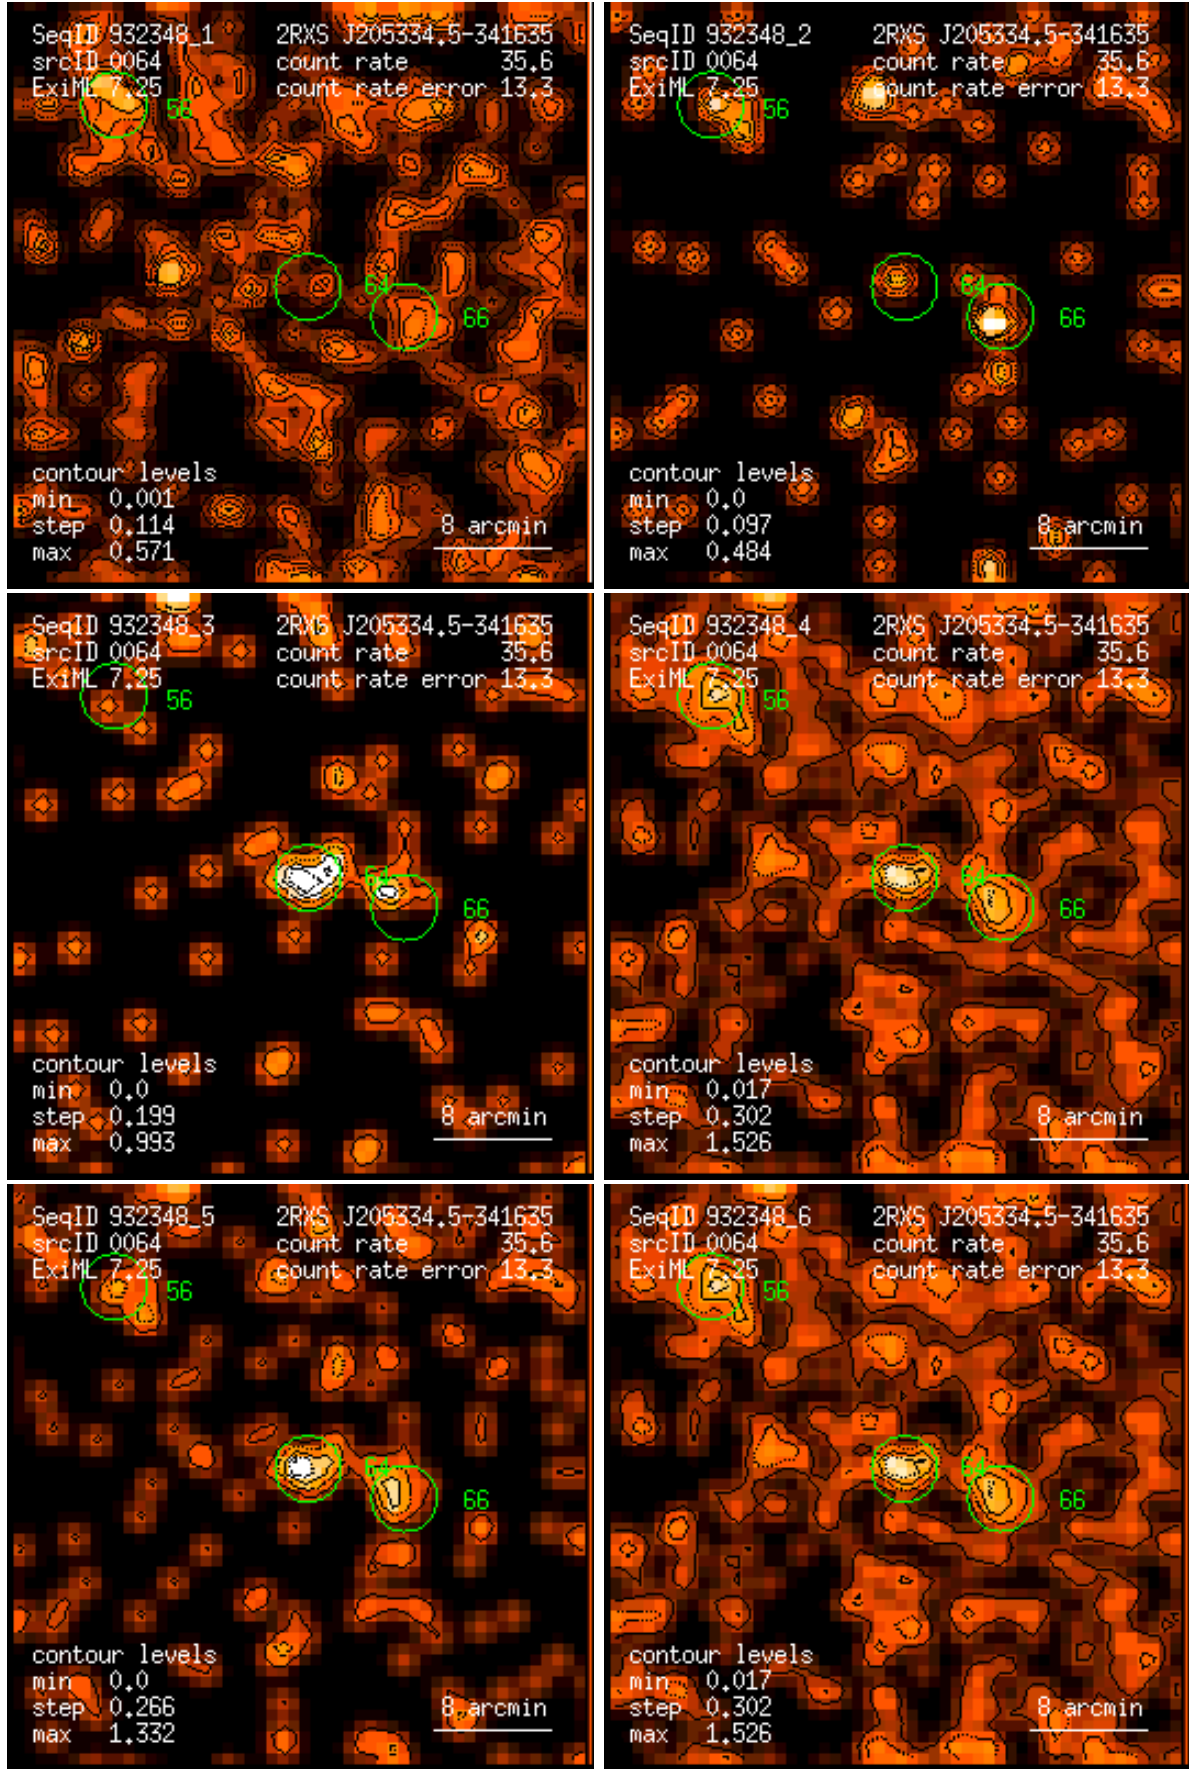 SeqID 932348_1 2RXS J205334.5-341635
srcID 0064 count rate 35.6
ExiML 7.25 count rate error 13.3
56
64
66
contour levels
min 0.001
step 0.114 8 arcmin
max 0.571
SeqID 932348_2 2RXS J205334.5-341635
srcID 0064 count rate 35.6
ExiML 7.25 count rate error 13.3
56
64
66
contour levels
min 0.0
step 0.097 8 arcmin
max 0.484
SeqID 932348_3 2RXS J205334.5-341635
srcID 0064 count rate 35.6
ExiML 7.25 count rate error 13.3
56
64
66
contour levels
min 0.0
step 0.199 8 arcmin
max 0.993
SeqID 932348_4 2RXS J205334.5-341635
srcID 0064 count rate 35.6
ExiML 7.25 count rate error 13.3
56
64
66
contour levels
min 0.017
step 0.302 8 arcmin
max 1.526
SeqID 932348_5 2RXS J205334.5-341635
srcID 0064 count rate 35.6
ExiML 7.25 count rate error 13.3
56
64
66
contour levels
min 0.0
step 0.266 8 arcmin
max 1.332
SeqID 932348_6 2RXS J205334.5-341635
srcID 0064 count rate 35.6
ExiML 7.25 count rate error 13.3
56
64
66
contour levels
min 0.017
step 0.302 8 arcmin
max 1.526